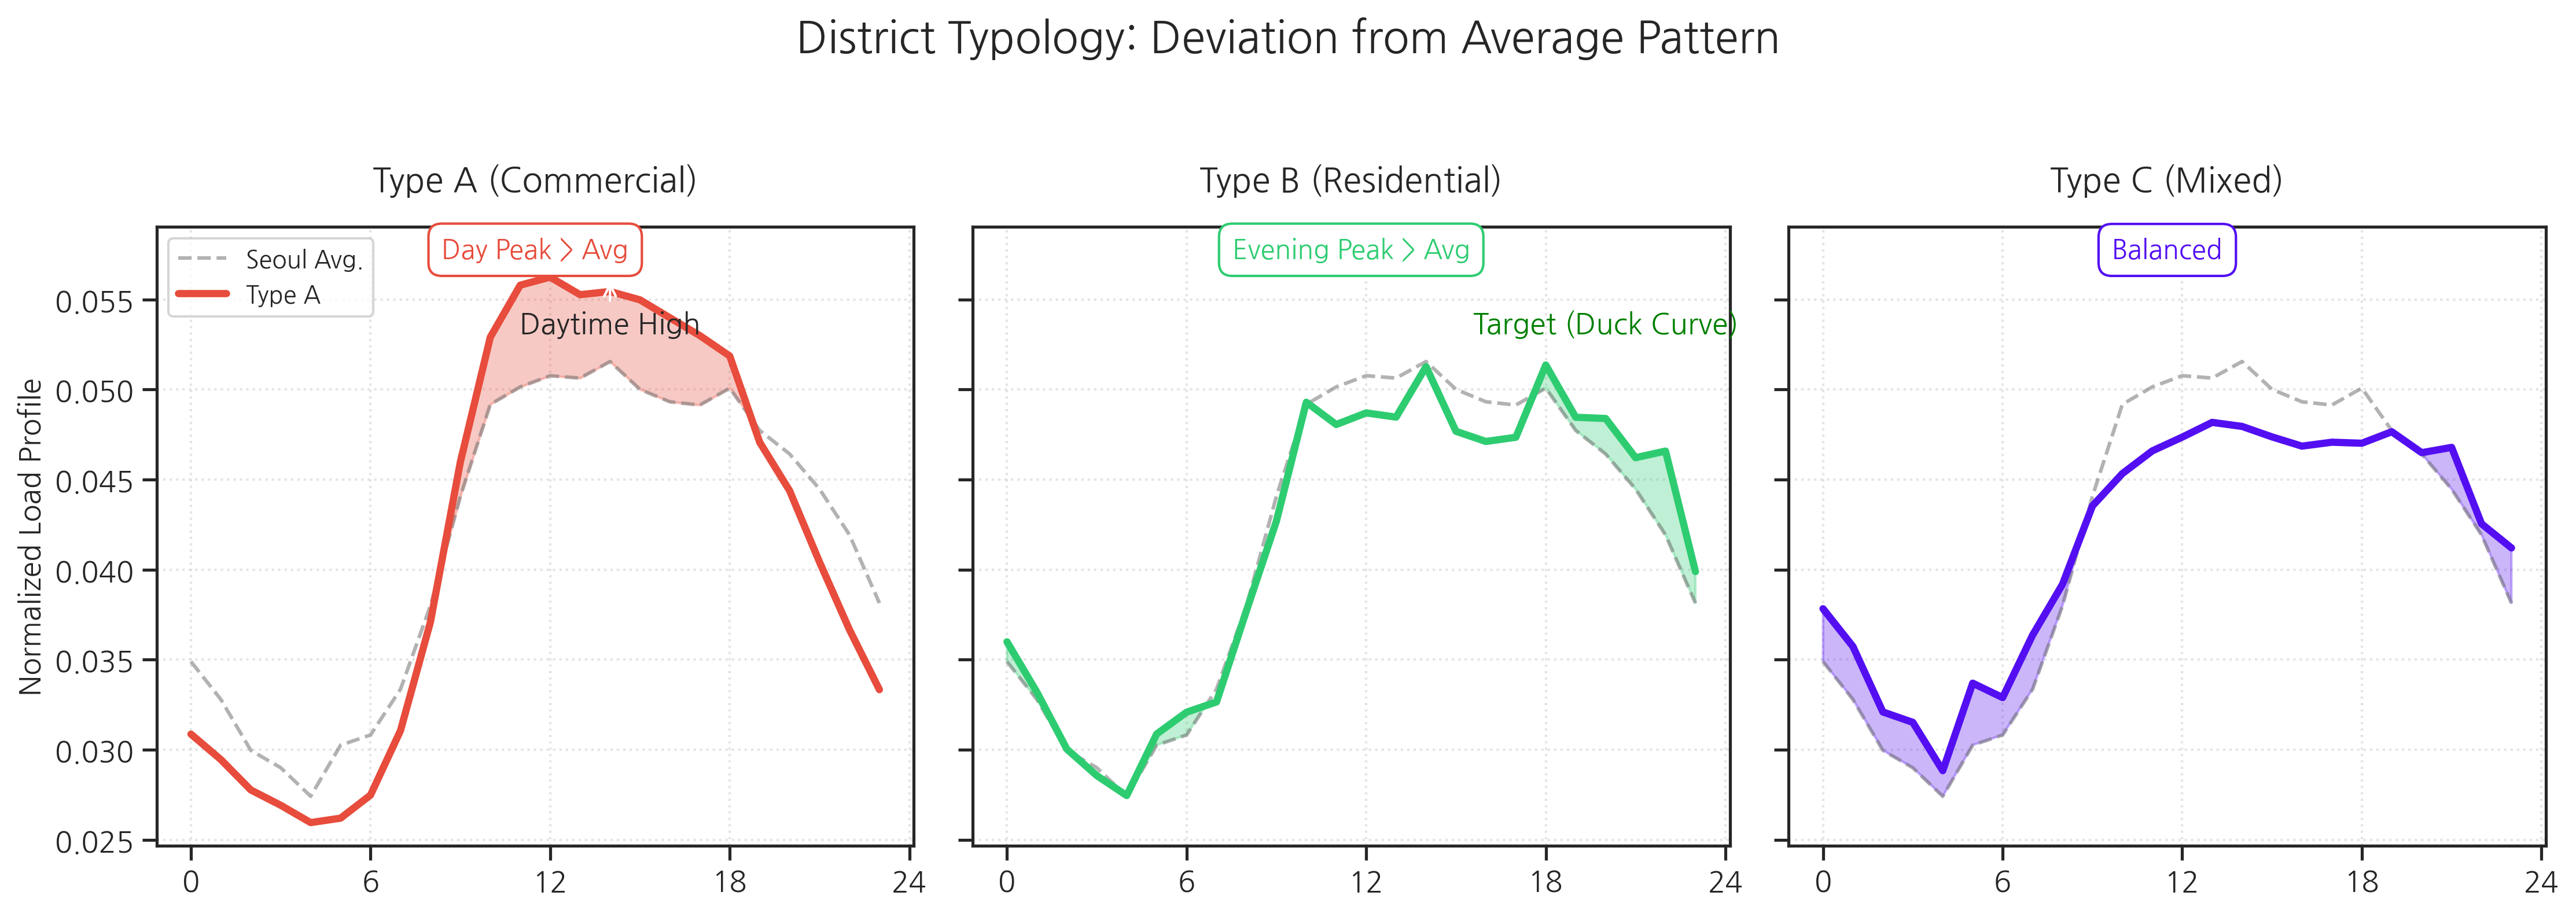 District Typology: Deviation from Average Pattern
Type A (Commercial)
Day Peak > Avg
Seoul Avg.
Type A
Daytime High
Normalized Load Profile
0.055
0.050
0.045
0.040
0.035
0.030
0.025
0 6 12 18 24
Type B (Residential)
Evening Peak > Avg
Target (Duck Curve)
0 6 12 18 24
Type C (Mixed)
Balanced
0 6 12 18 24